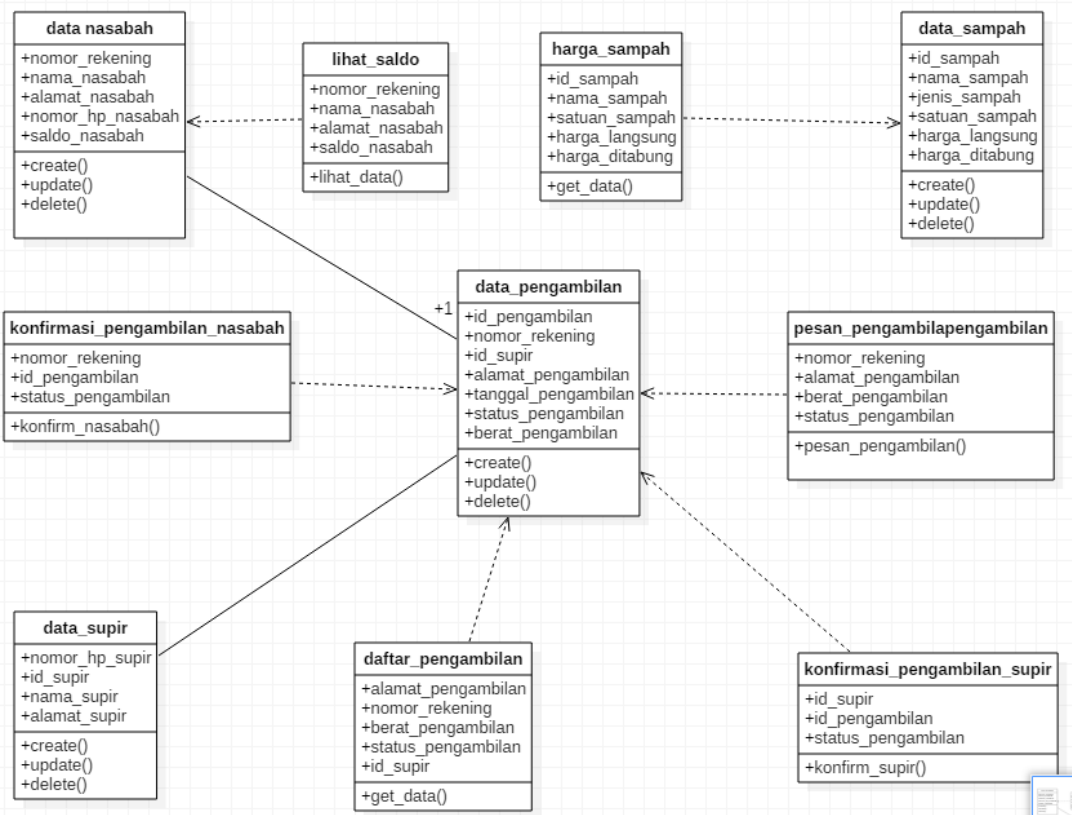 data nasabah
+nomor_rekening
+nama_nasabah
+alamat_nasabah
+nomor_hp_nasabah
+saldo_nasabah
+create()
+update()
+delete()
lihat_saldo
+nomor_rekening
+nama_nasabah
+alamat_nasabah
+saldo_nasabah
+lihat_data()
harga_sampah
+id_sampah
+nama_sampah
+satuan_sampah
+harga_langsung
+harga_ditabung
+get_data()
data_sampah
+id_sampah
+nama_sampah
+jenis_sampah
+satuan_sampah
+harga_langsung
+harga_ditabung
+create()
+update()
+delete()
+1
data_pengambilan
+id_pengambilan
+nomor_rekening
+id_supir
+alamat_pengambilan
+tanggal_pengambilan
+status_pengambilan
+berat_pengambilan
+create()
+update()
+delete()
konfirmasi_pengambilan_nasabah
+nomor_rekening
+id_pengambilan
+status_pengambilan
+konfirm_nasabah()
pesan_pengambilapengambilan
+nomor_rekening
+alamat_pengambilan
+berat_pengambilan
+status_pengambilan
+pesan_pengambilan()
data_supir
+nomor_hp_supir
+id_supir
+nama_supir
+alamat_supir
+create()
+update()
+delete()
daftar_pengambilan
+alamat_pengambilan
+nomor_rekening
+berat_pengambilan
+status_pengambilan
+id_supir
+get_data()
konfirmasi_pengambilan_supir
+id_supir
+id_pengambilan
+status_pengambilan
+konfirm_supir()